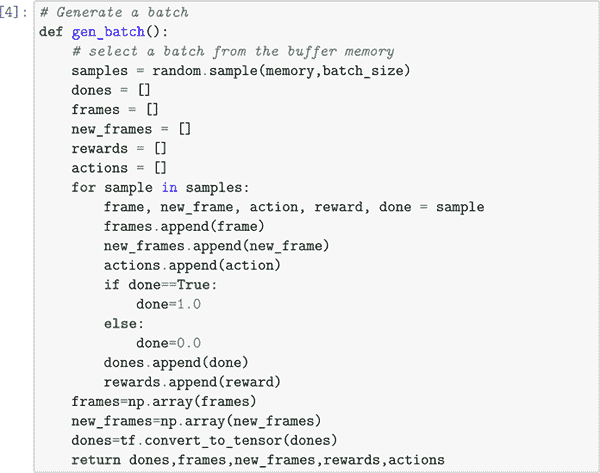 [4]: # Generate a batch
def gen_batch():
    # select a batch from the buffer memory
    samples = random.sample(memory,batch_size)
    dones = []
    frames = []
    new_frames = []
    rewards = []
    actions = []
    for sample in samples:
        frame, new_frame, action, reward, done = sample
        frames.append(frame)
        new_frames.append(new_frame)
        actions.append(action)
        if done==True:
            done=1.0
        else:
            done=0.0
        dones.append(done)
        rewards.append(reward)
    frames=np.array(frames)
    new_frames=np.array(new_frames)
    dones=tf.convert_to_tensor(dones)
    return dones,frames,new_frames,rewards,actions